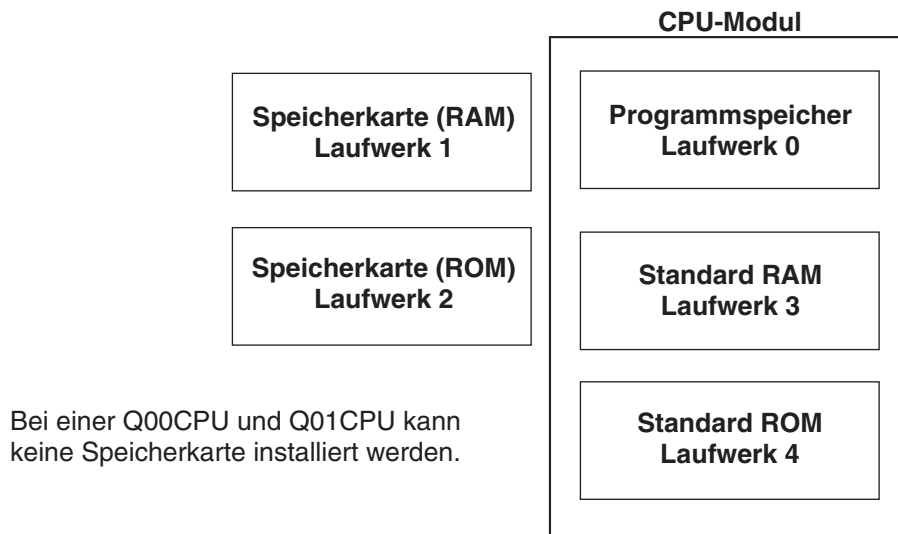 CPU-Modul
Speicherkarte (RAM)
Laufwerk 1
Programmspeicher
Laufwerk 0
Speicherkarte (ROM)
Laufwerk 2
Standard RAM
Laufwerk 3
Bei einer Q00CPU und Q01CPU kann
keine Speicherkarte installiert werden.
Standard ROM
Laufwerk 4